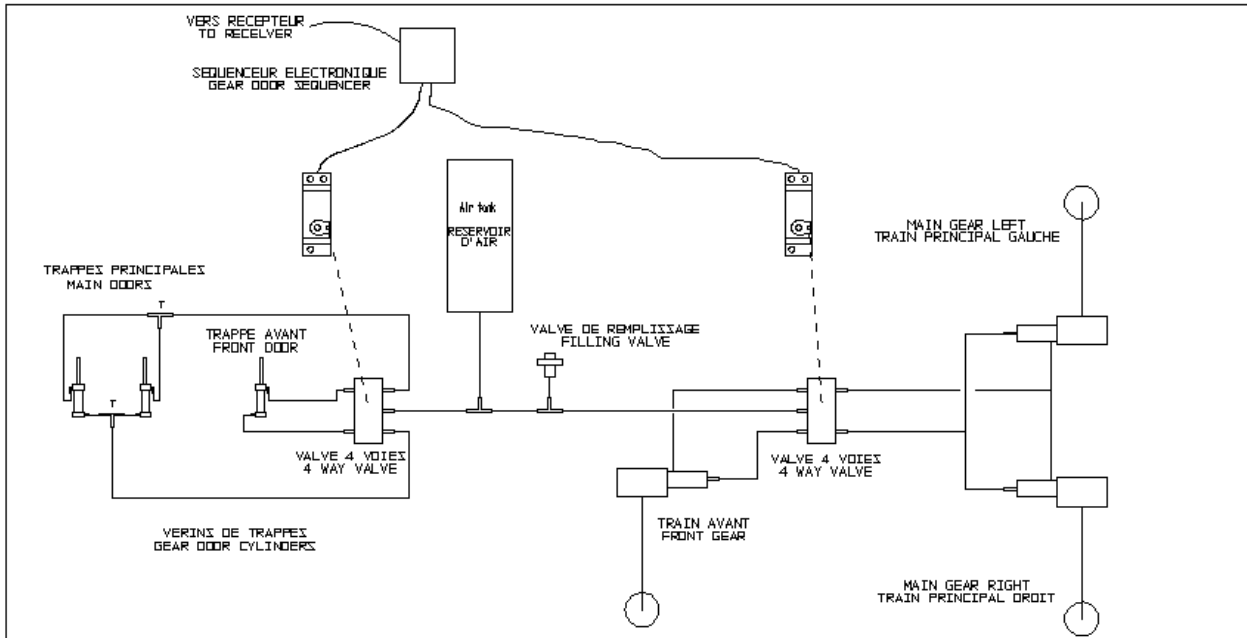 VERS RECEPTEUR
TO RECELVER
SEQUENCEUR ELECTRONIQUE
GEAR DOOR SEQUENCER
Air tank
RESERVOIR
D'AIR
MAIN GEAR LEFT
TRAIN PRINCIPAL GAUCHE
TRAPPES PRINCIPALES
MAIN DOORS
T
TRAPPE AVANT
FRONT DOOR
VALVE DE REMPLISSAGE
FILLING VALVE
T
VALVE 4 VOIES
4 WAY VALVE
VALVE 4 VOIES
4 WAY VALVE
VERINS DE TRAPPES
GEAR DOOR CYLINDERS
TRAIN AVANT
FRONT GEAR
MAIN GEAR RIGHT
TRAIN PRINCIPAL DROIT